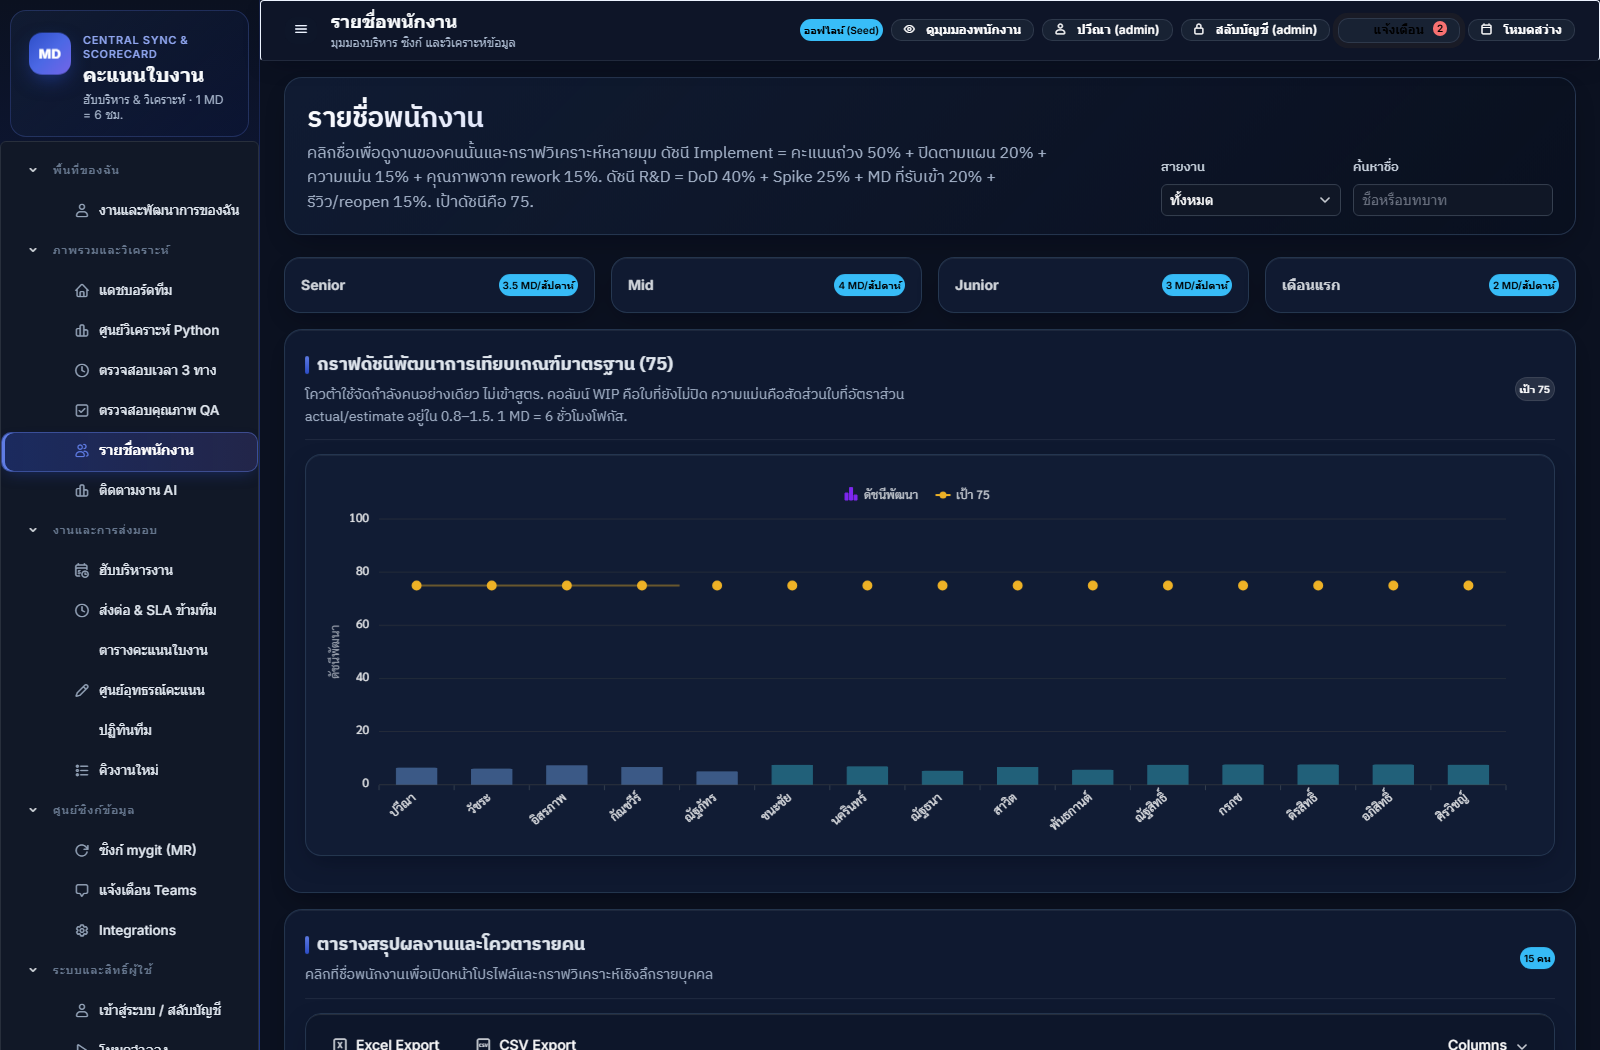 MD
CENTRAL SYNC &
SCORECARD
คะแนนใบงาน
ฮับบริหาร & วิเคราะห์ · 1 MD
= 6 ชม.
พื้นที่ของฉัน
งานและพัฒนาการของฉัน
ภาพรวมและวิเคราะห์
แดชบอร์ดทีม
ศูนย์วิเคราะห์ Python
ตรวจสอบเวลา 3 ทาง
ตรวจสอบคุณภาพ QA
รายชื่อพนักงาน
ติดตามงาน AI
งานและการส่งมอบ
ฮับบริหารงาน
ส่งต่อ & SLA ข้ามทีม
ตารางคะแนนใบงาน
ศูนย์อุทธรณ์คะแนน
ปฏิทินทีม
คิวงานใหม่
ศูนย์ซิงก์ข้อมูล
ซิงก์ mygit (MR)
แจ้งเตือน Teams
Integrations
ระบบและสิทธิ์ผู้ใช้
เข้าสู่ระบบ / สลับบัญชี
รายชื่อพนักงาน
มุมมองบริหาร ซิงก์ และวิเคราะห์ข้อมูล
ออฟไลน์ (Seed)
ดูมุมมองพนักงาน
ปวีณา (admin)
สลับบัญชี (admin)
แจ้งเตือน 2
โหมดสว่าง
รายชื่อพนักงาน
คลิกชื่อเพื่อดูงานของคนนั้นและกราฟวิเคราะห์หลายมุม ดัชนี Implement = คะแนนถ่วง 50% + ปิดตามแผน 20% +
ความแม่น 15% + คุณภาพจาก rework 15%. ดัชนี R&D = DoD 40% + Spike 25% + MD ที่รับเข้า 20% +
รีวิว/reopen 15%. เป้าดัชนีคือ 75.
สายงาน
ทั้งหมด
ค้นหาชื่อ
ชื่อหรือบทบาท
Senior
3.5 MD/สัปดาห์
Mid
4 MD/สัปดาห์
Junior
3 MD/สัปดาห์
เดือนแรก
2 MD/สัปดาห์
กราฟดัชนีพัฒนาการเทียบเกณฑ์มาตรฐาน (75)
โควต้าใช้จัดกำลังคนอย่างเดียว ไม่เข้าสูตร. คอลัมน์ WIP คือใบที่ยังไม่ปิด ความแม่นคือสัดส่วนใบที่อัตราส่วน
actual/estimate อยู่ใน 0.8–1.5. 1 MD = 6 ชั่วโมงโฟกัส.
เป้า 75
ดัชนีพัฒนา
เป้า 75
100
80
60
40
20
0
ดัชนีพัฒนา
ปวีณา
วัชระ
อิสรภาพ
กัณซรีร์
ณัฐภัทร
ชนะชัย
นครินทร์
ณัฐธนา
สาวิต
พันธกานต์
ณัฐสิทธิ์
กรกช
ดิรสิทธิ์
อภิสิทธิ์
ศิรวิชญ์
ตารางสรุปผลงานและโควตารายคน
คลิกที่ชื่อพนักงานเพื่อเปิดหน้าโปรไฟล์และกราฟวิเคราะห์เชิงลึกรายบุคคล
15 คน
Excel Export
CSV Export
Columns